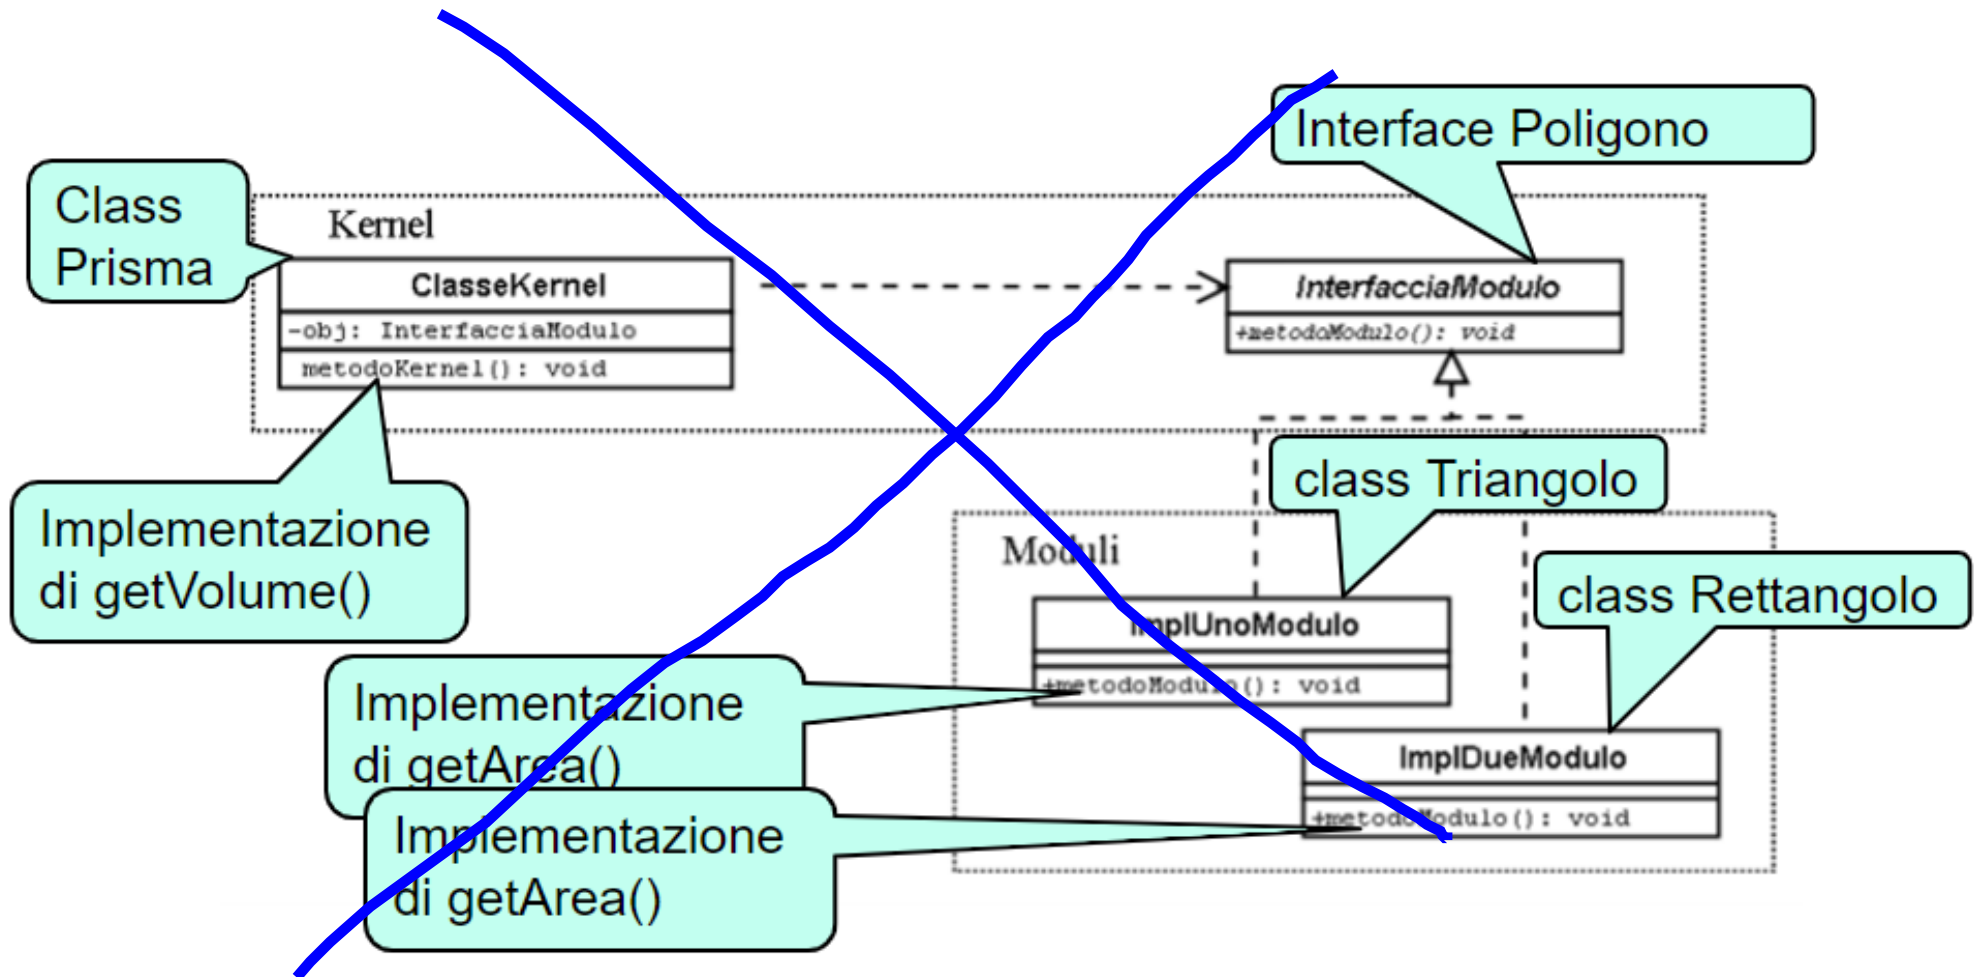 Interface Poligono
Class
Prisma
Kernel
ClasseKernel
-obj: InterfacciaModulo
metodoKernel(): void
InterfacciaModulo
+metodoModulo(): void
Implementazione
di getVolume()
class Triangolo
Moduli
class Rettangolo
ImplUnoModulo
+metodoModulo(): void
Implementazione
di getArea()
ImplDueModulo
+metodoModulo(): void
Implementazione
di getArea()